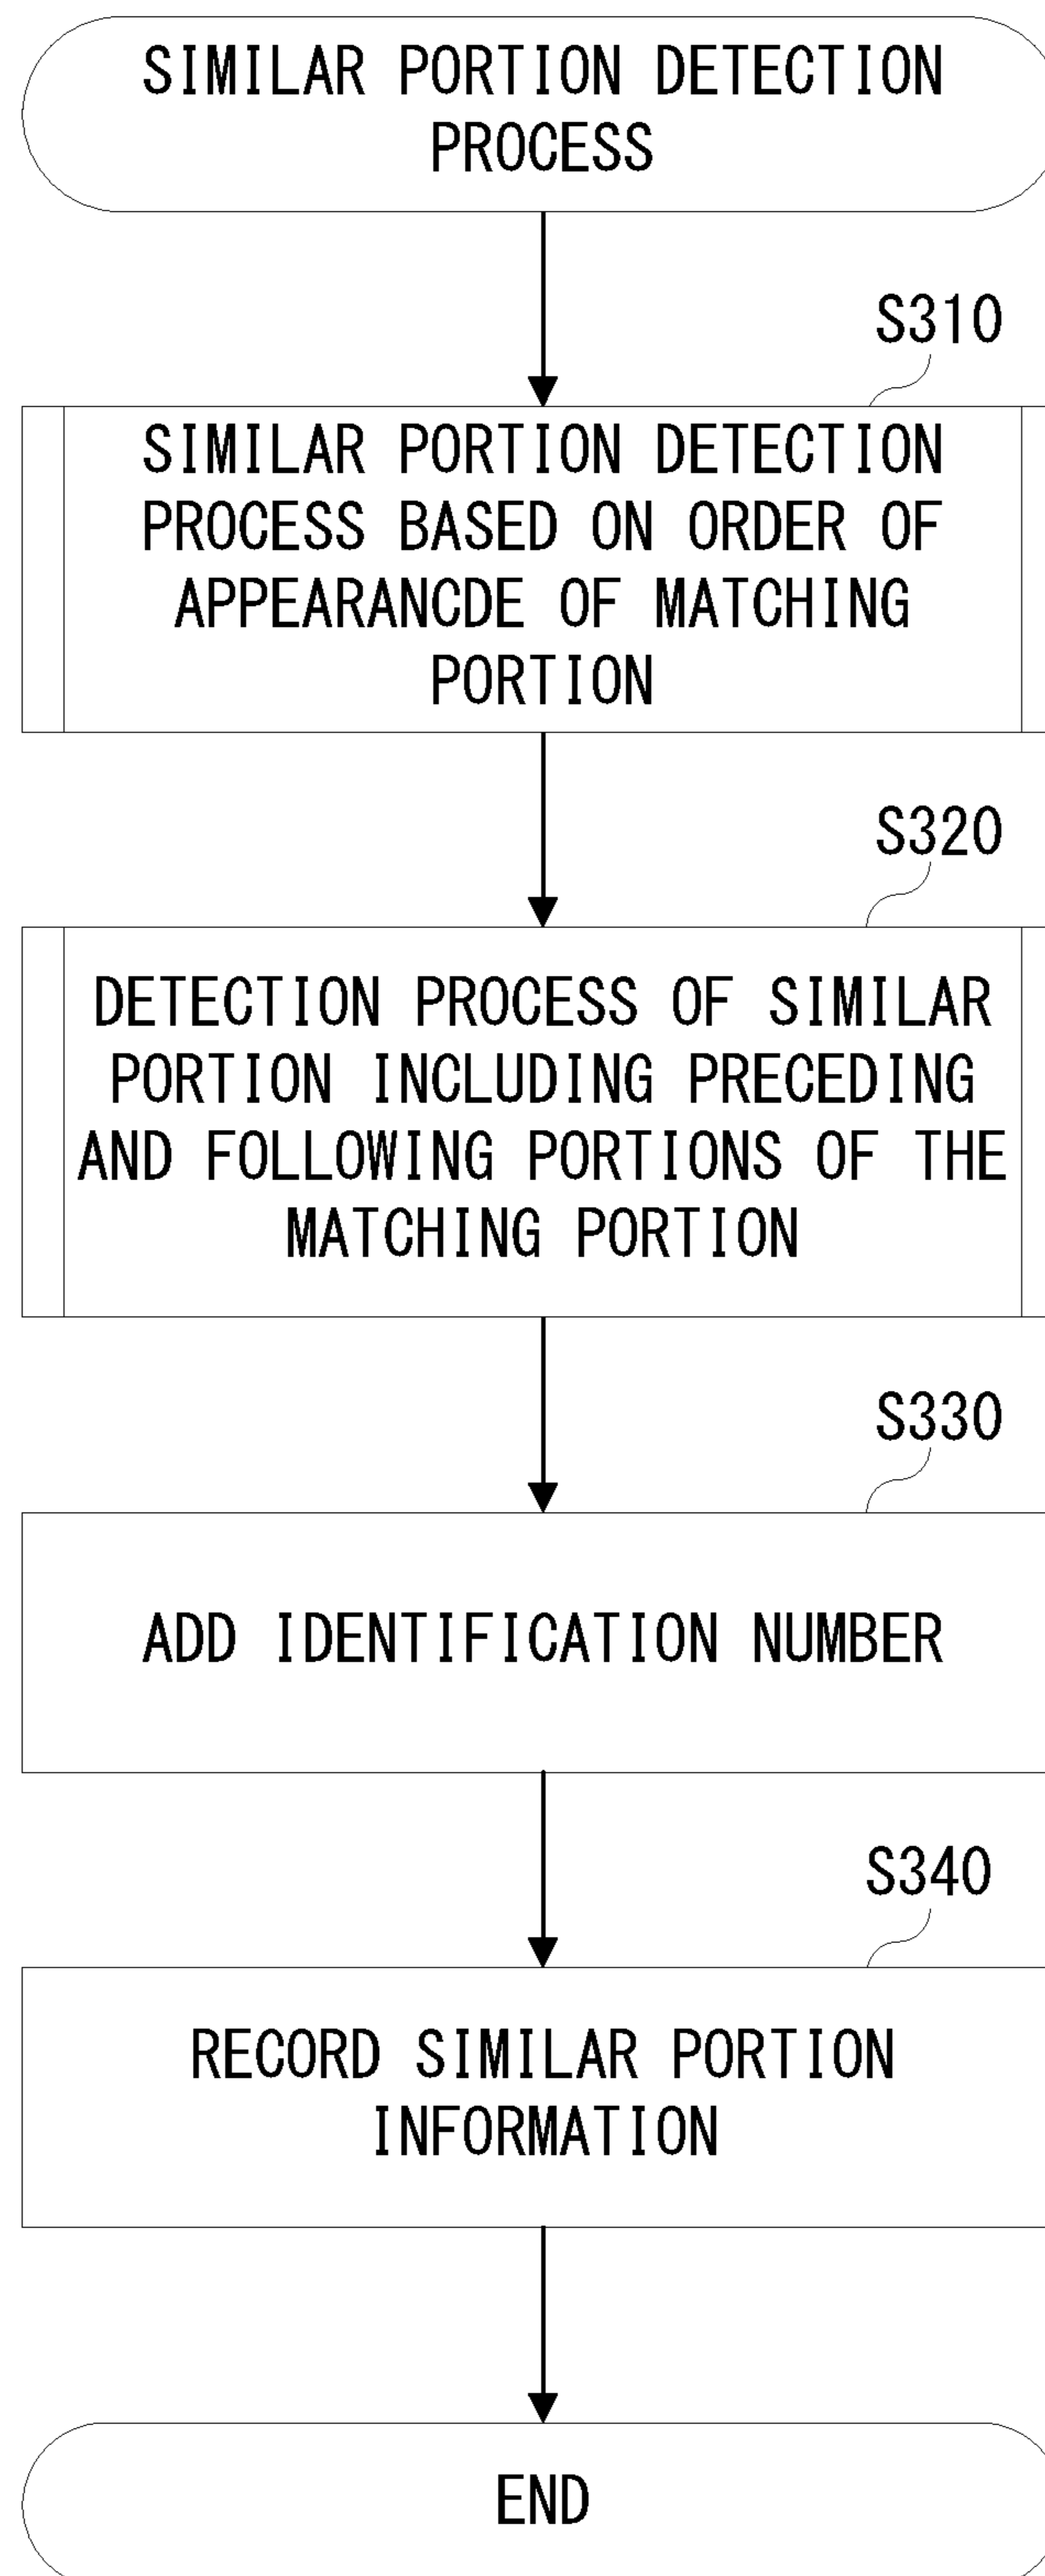 SIMILAR PORTION DETECTION
PROCESS
S310
SIMILAR PORTION DETECTION
PROCESS BASED ON ORDER OF
APPEARANCDE OF MATCHING
PORTION
S320
DETECTION PROCESS OF SIMILAR
PORTION INCLUDING PRECEDING
AND FOLLOWING PORTIONS OF THE
MATCHING PORTION
S330
ADD IDENTIFICATION NUMBER
S340
RECORD SIMILAR PORTION
INFORMATION
END